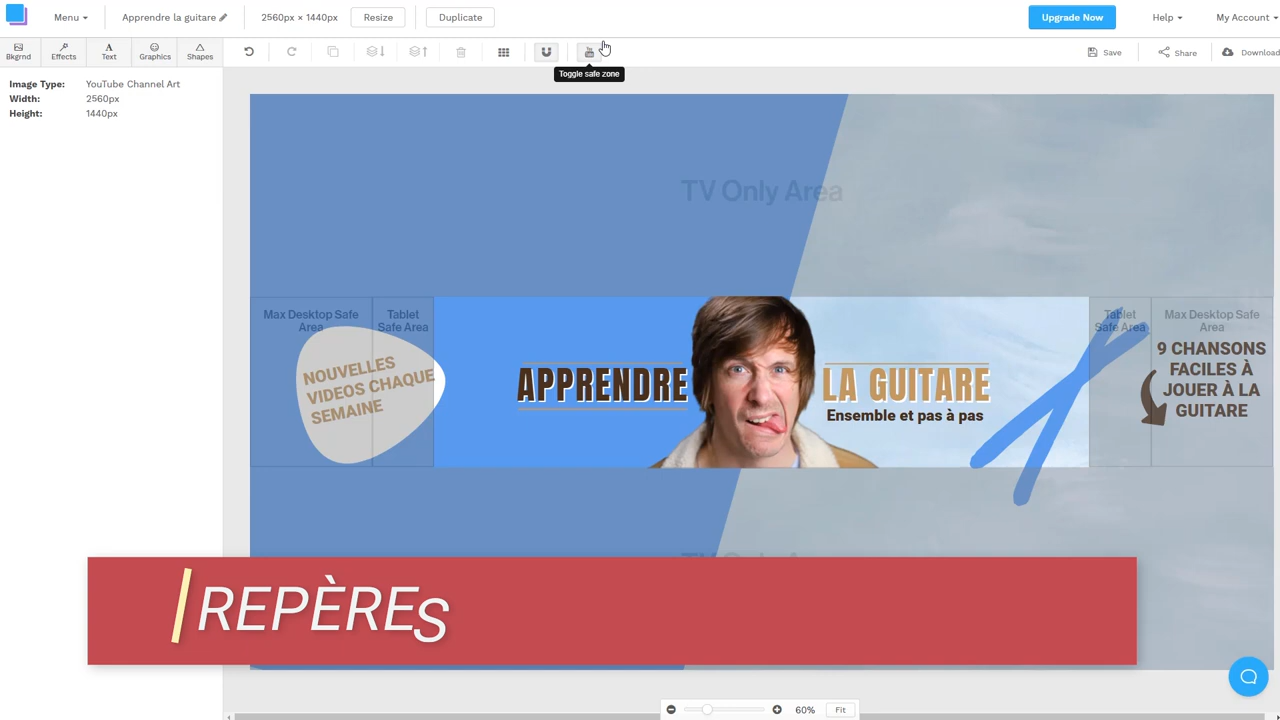 Menu
Apprendre la guitare
2560px × 1440px
Resize
Duplicate
Upgrade Now
Help
My Account
Bkgrnd
Effects
Text
Graphics
Shapes
Save
Share
Download
Toggle safe zone
Image Type: YouTube Channel Art
Width: 2560px
Height: 1440px
TV Only Area
Max Desktop Safe
Area
Tablet
Safe Area
Tablet
Safe Area
Max Desktop Safe
Area
NOUVELLES
VIDEOS CHAQUE
SEMAINE
APPRENDRE
LA GUITARE
Ensemble et pas à pas
9 CHANSONS
FACILES À
JOUER À LA
GUITARE
TV Only Area
REPÈRES
60%
Fit